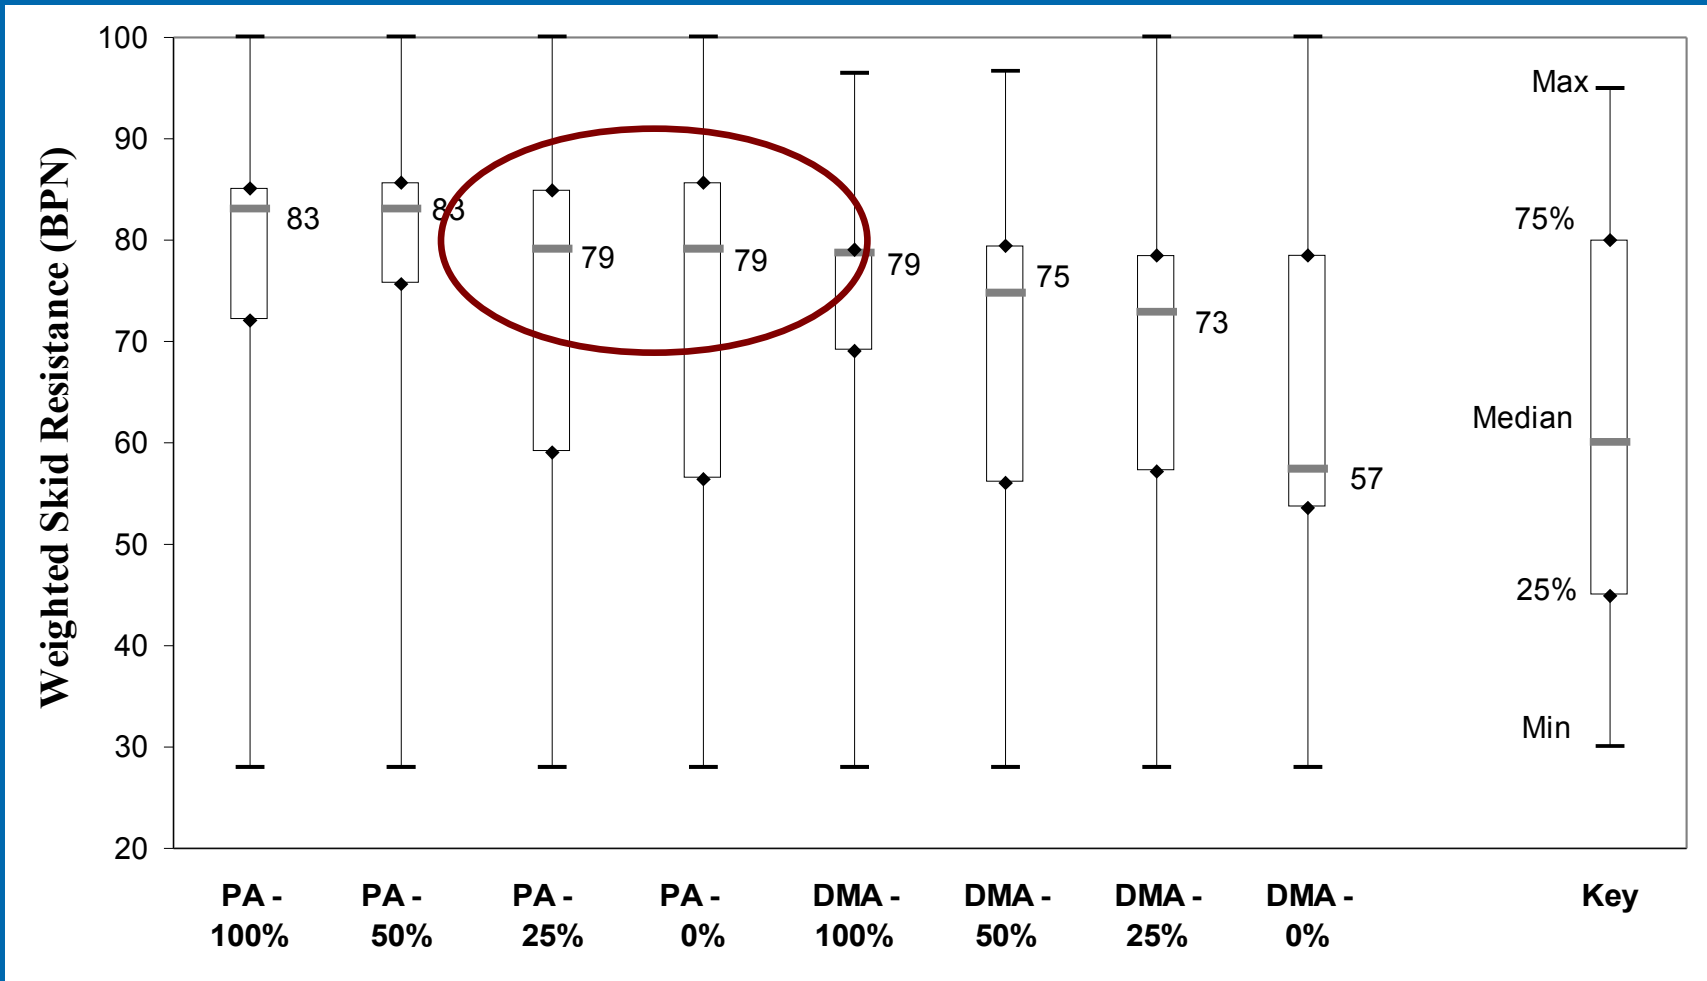 Weighted Skid Resistance (BPN)
100
90
80
70
60
50
40
30
20
83
83
79
79
79
75
73
57
Max
75%
Median
25%
Min
PA -
100%
PA -
50%
PA -
25%
PA -
0%
DMA -
100%
DMA -
50%
DMA -
25%
DMA -
0%
Key